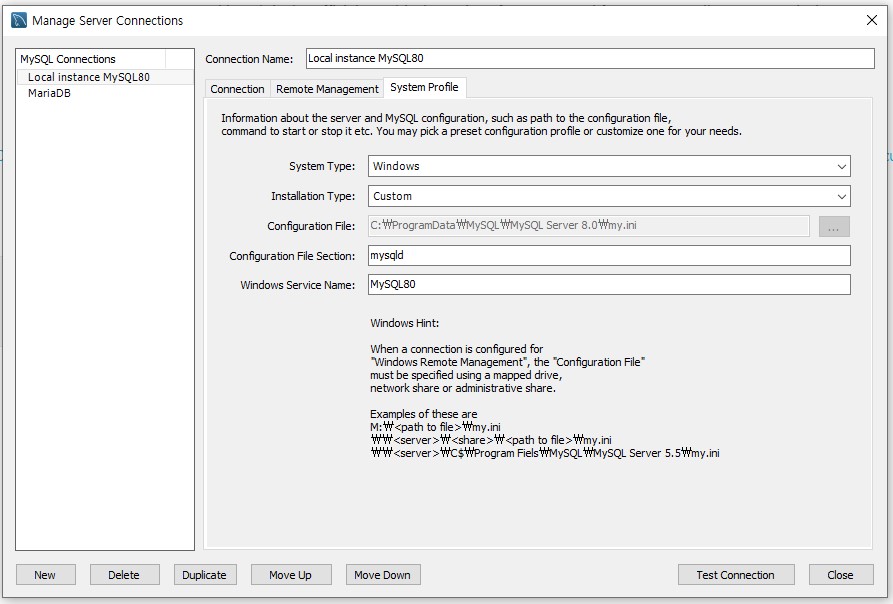 Manage Server Connections
MySQL Connections
Local instance MySQL80
MariaDB
Connection Name: Local instance MySQL80
Connection Remote Management System Profile
Information about the server and MySQL configuration, such as path to the configuration file,
command to start or stop it etc. You may pick a preset configuration profile or customize one for your needs.
System Type: Windows
Installation Type: Custom
Configuration File: C:₩ProgramData₩MySQL₩MySQL Server 8.0₩my.ini ...
Configuration File Section: mysqld
Windows Service Name: MySQL80
Windows Hint:
When a connection is configured for
"Windows Remote Management", the "Configuration File"
must be specified using a mapped drive,
network share or administrative share.
Examples of these are
M:₩<path to file>₩my.ini
₩₩<server>₩<share>₩<path to file>₩my.ini
₩₩<server>₩C$₩Program Fiels₩MySQL₩MySQL Server 5.5₩my.ini
New Delete Duplicate Move Up Move Down Test Connection Close